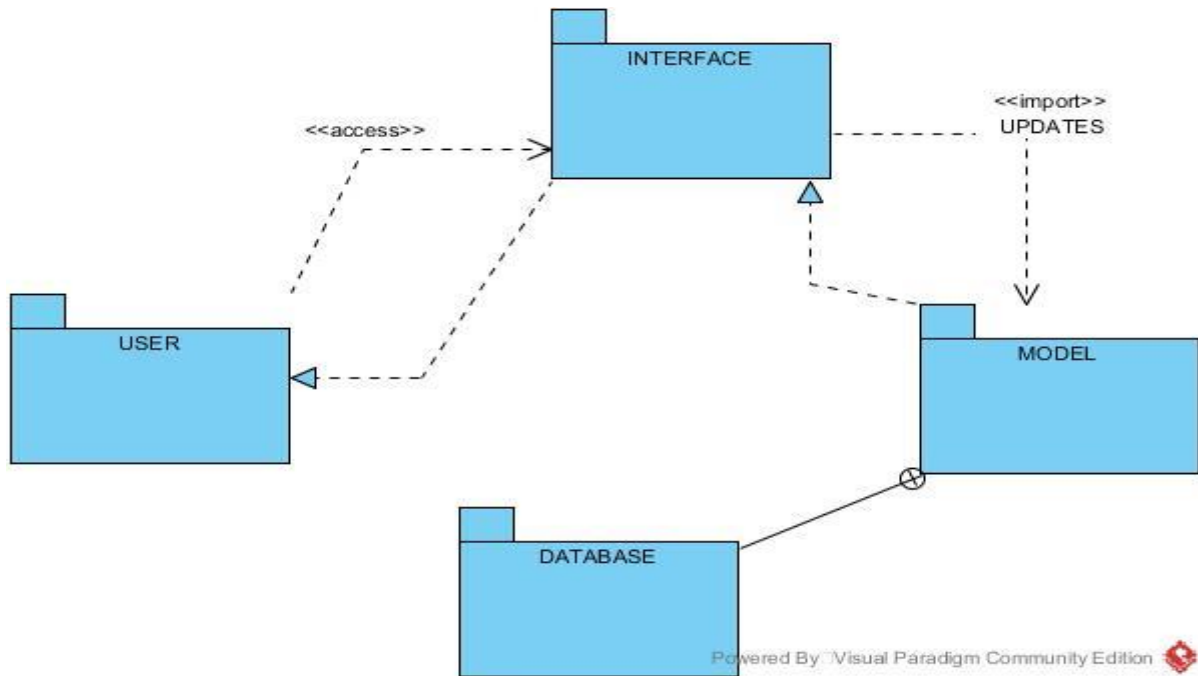 INTERFACE
<<import>>
UPDATES
<<access>>
USER
MODEL
DATABASE
Powered By Visual Paradigm Community Edition